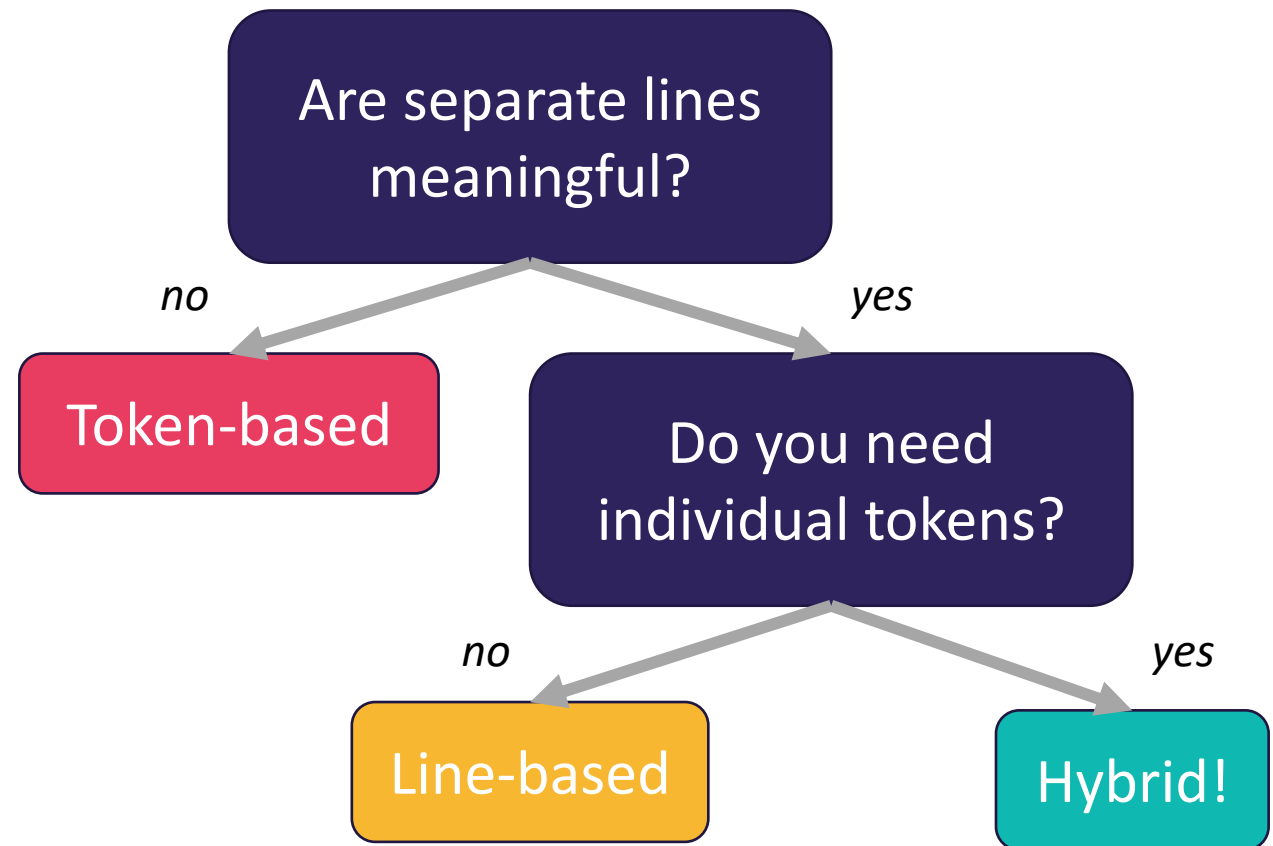 Are separate lines
meaningful?
no
yes
Token-based
Do you need
individual tokens?
no
yes
Line-based
Hybrid!